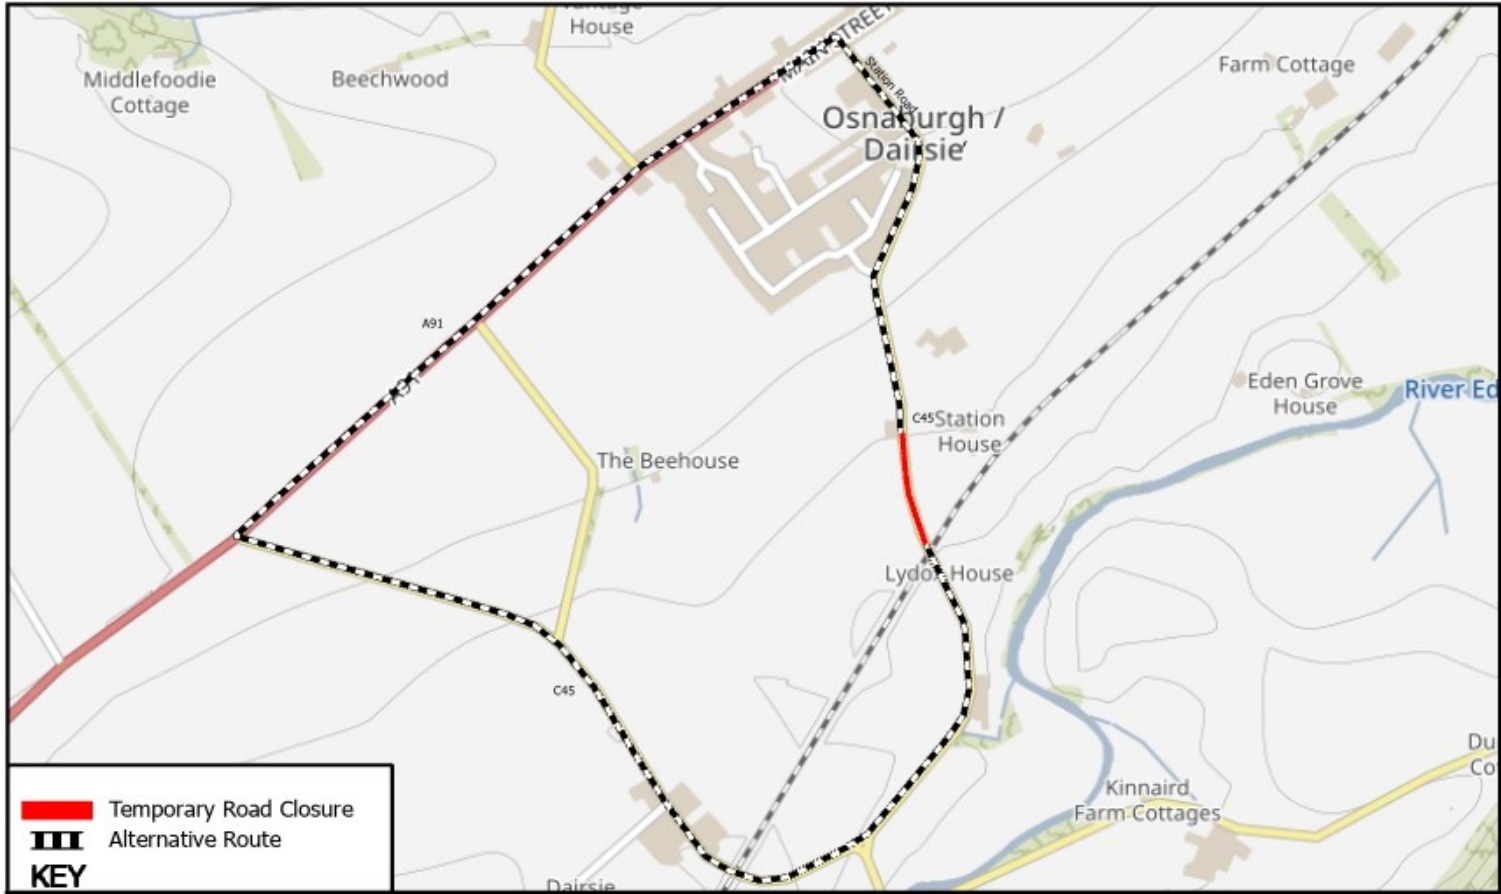 Vantage
House
MAIN STREET
Station Road
Middlefoodie
Cottage
Beechwood
Farm Cottage
Osnaburgh /
Dairsie
A91
A91
C45
Station
House
Eden Grove
House
River Ed
The Beehouse
Lydox House
C45
Kinnaird
Farm Cottages
Du
Co
Dairsie
Temporary Road Closure
Alternative Route
KEY